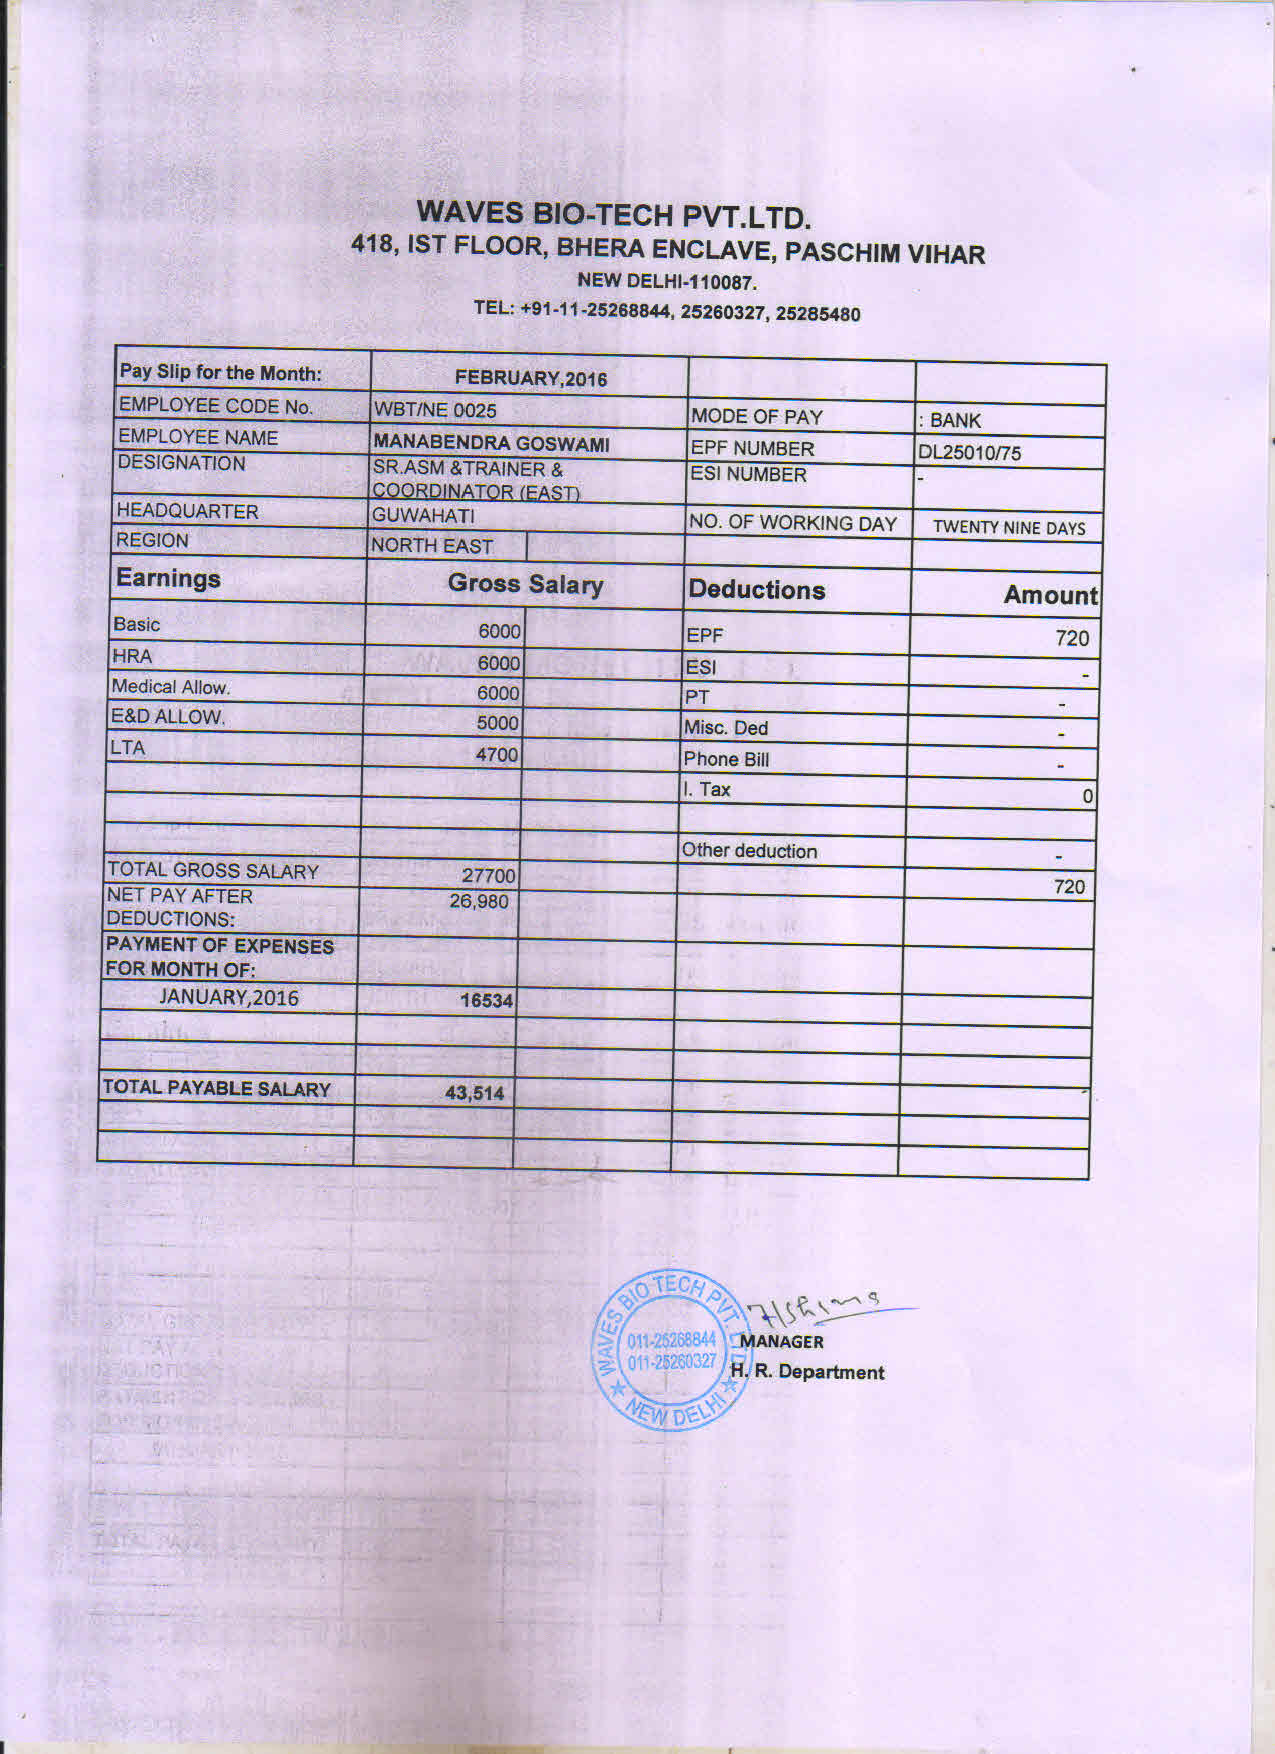 WAVES BIO-TECH PVT.LTD.
418, IST FLOOR, BHERA ENCLAVE, PASCHIM VIHAR
NEW DELHI-110087.
TEL: +91-11-25268844, 25260327, 25285480
Pay Slip for the Month: FEBRUARY,2016
EMPLOYEE CODE No. WBT/NE 0025 MODE OF PAY : BANK
EMPLOYEE NAME MANABENDRA GOSWAMI EPF NUMBER DL25010/75
DESIGNATION SR.ASM &TRAINER & ESI NUMBER -
COORDINATOR (EAST)
HEADQUARTER GUWAHATI NO. OF WORKING DAY TWENTY NINE DAYS
REGION NORTH EAST
Earnings Gross Salary Deductions Amount
Basic 6000 EPF 720
HRA 6000 ESI -
Medical Allow. 6000 PT -
E&D ALLOW. 5000 Misc. Ded -
LTA 4700 Phone Bill -
I. Tax 0
Other deduction -
TOTAL GROSS SALARY 27700 720
NET PAY AFTER 26,980
DEDUCTIONS:
PAYMENT OF EXPENSES
FOR MONTH OF:
JANUARY,2016 16534
TOTAL PAYABLE SALARY 43,514 -
WAVES BIO TECH PVT. LTD.
011-25268844
011-25260327
★ NEW DELHI ★
MANAGER
H. R. Department